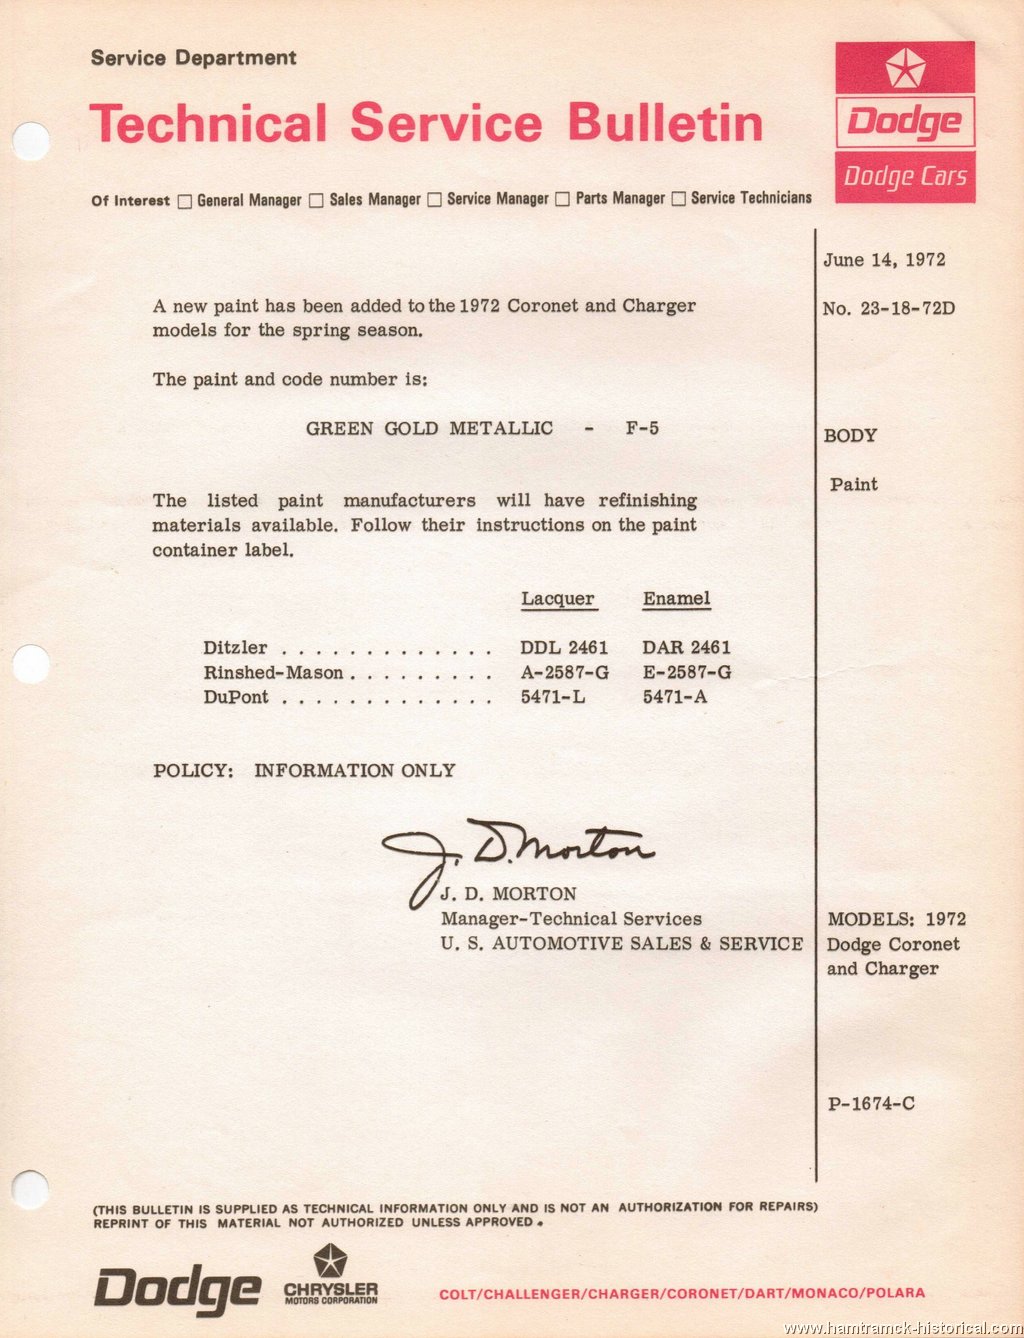 Service Department
Technical Service Bulletin
Dodge
Dodge Cars
Of Interest □ General Manager □ Sales Manager □ Service Manager □ Parts Manager □ Service Technicians
June 14, 1972
No. 23-18-72D
A new paint has been added to the 1972 Coronet and Charger
models for the spring season.
The paint and code number is:
GREEN GOLD METALLIC - F-5
BODY
Paint
The listed paint manufacturers will have refinishing
materials available. Follow their instructions on the paint
container label.
Lacquer Enamel
Ditzler . . . . . . . . . . . . . DDL 2461 DAR 2461
Rinshed-Mason . . . . . . . . . A-2587-G E-2587-G
DuPont . . . . . . . . . . . . . 5471-L 5471-A
POLICY: INFORMATION ONLY
J. D. Morton
J. D. MORTON
Manager-Technical Services
U. S. AUTOMOTIVE SALES & SERVICE
MODELS: 1972
Dodge Coronet
and Charger
P-1674-C
(THIS BULLETIN IS SUPPLIED AS TECHNICAL INFORMATION ONLY AND IS NOT AN AUTHORIZATION FOR REPAIRS)
REPRINT OF THIS MATERIAL NOT AUTHORIZED UNLESS APPROVED.
Dodge
CHRYSLER
MOTORS CORPORATION
COLT/CHALLENGER/CHARGER/CORONET/DART/MONACO/POLARA
www.hamtramck-historical.com